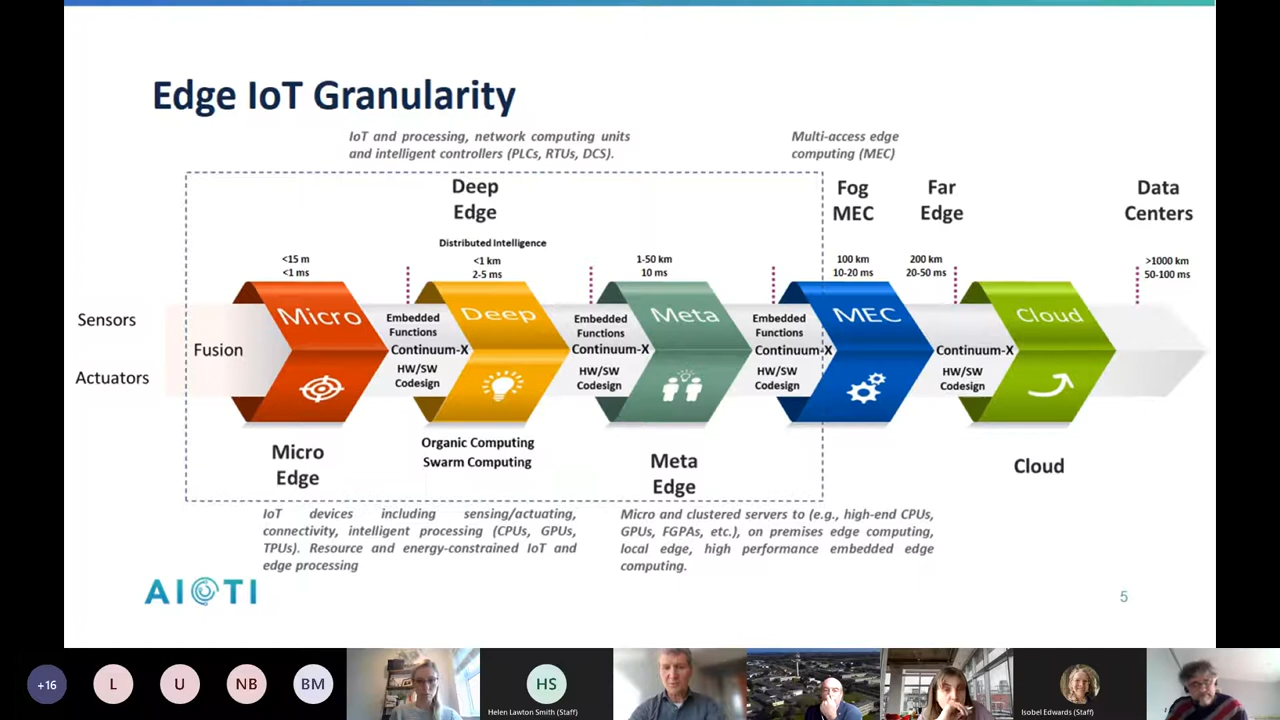 Edge IoT Granularity
IoT and processing, network computing units
and intelligent controllers (PLCs, RTUs, DCS).
Multi-access edge
computing (MEC)
Deep
Edge
Fog
MEC
Far
Edge
Data
Centers
Distributed Intelligence
<15 m
<1 ms
<1 km
2-5 ms
1-50 km
10 ms
100 km
10-20 ms
200 km
20-50 ms
>1000 km
50-100 ms
Sensors
Actuators
Fusion
Micro
Embedded
Functions
Continuum-X
HW/SW
Codesign
Deep
Embedded
Functions
Continuum-X
HW/SW
Codesign
Meta
Embedded
Functions
Continuum-X
HW/SW
Codesign
MEC
Continuum-X
HW/SW
Codesign
Cloud
Micro
Edge
Organic Computing
Swarm Computing
Meta
Edge
Cloud
IoT devices including sensing/actuating,
connectivity, intelligent processing (CPUs, GPUs,
TPUs). Resource and energy-constrained IoT and
edge processing
Micro and clustered servers to (e.g., high-end CPUs,
GPUs, FGPAs, etc.), on premises edge computing,
local edge, high performance embedded edge
computing.
AIOTI
5
+16
L
U
NB
BM
HS
Helen Lawton Smith (Staff)
Isobel Edwards (Staff)